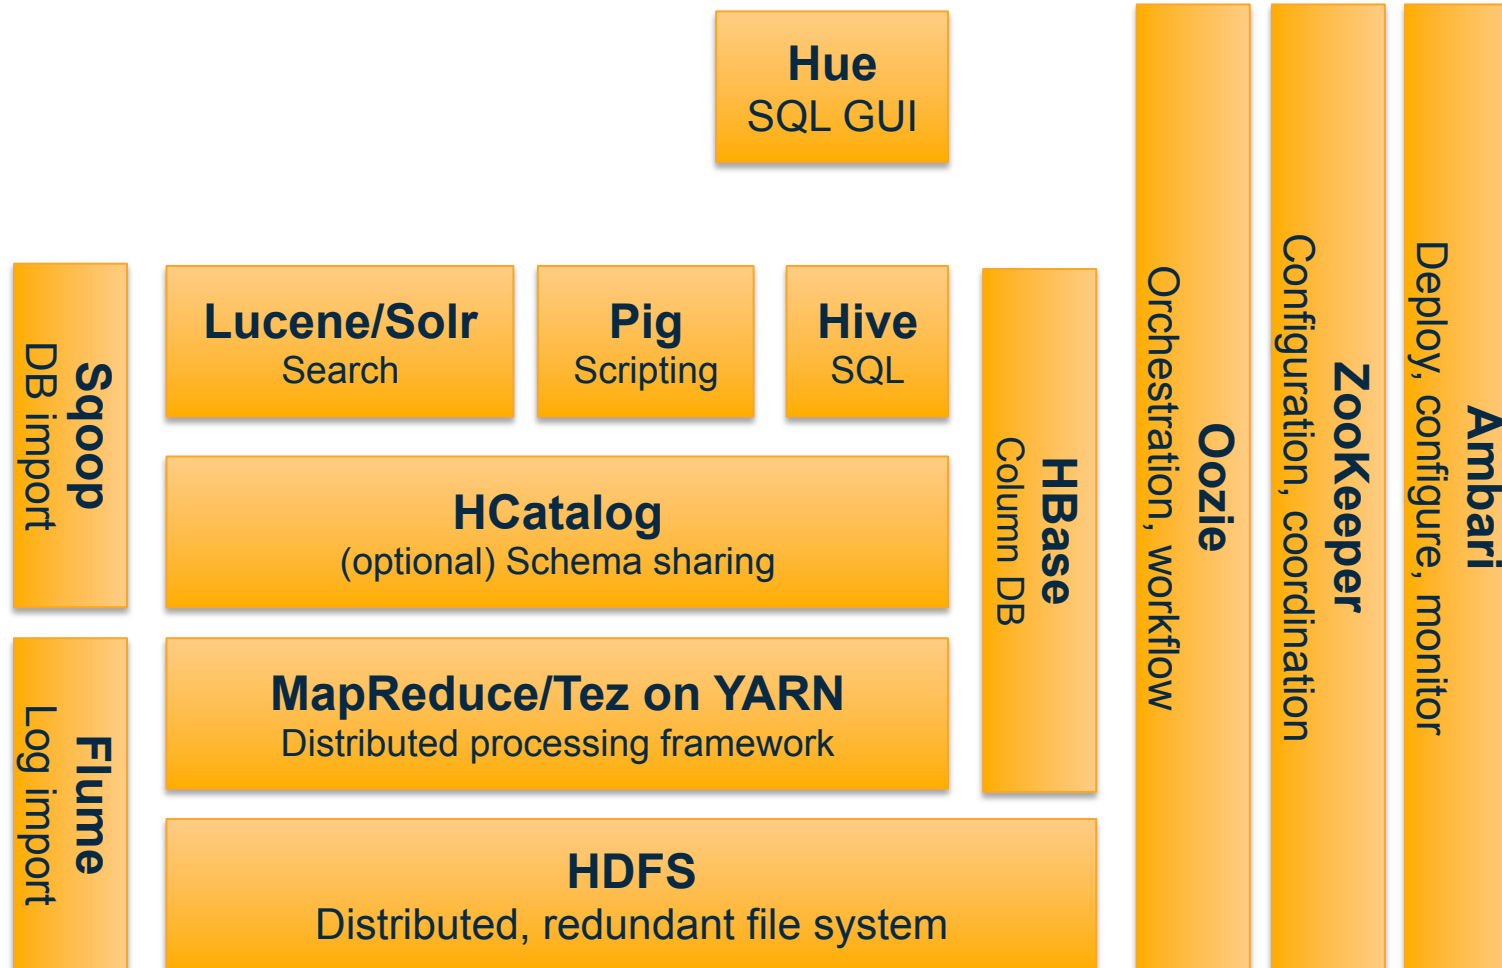 Hue
SQL GUI
Sqoop
DB import
Lucene/Solr
Search
Pig
Scripting
Hive
SQL
HCatalog
(optional) Schema sharing
MapReduce/Tez on YARN
Distributed processing framework
Flume
Log import
HDFS
Distributed, redundant file system
HBase
Column DB
Oozie
Orchestration, workflow
ZooKeeper
Configuration, coordination
Ambari
Deploy, configure, monitor